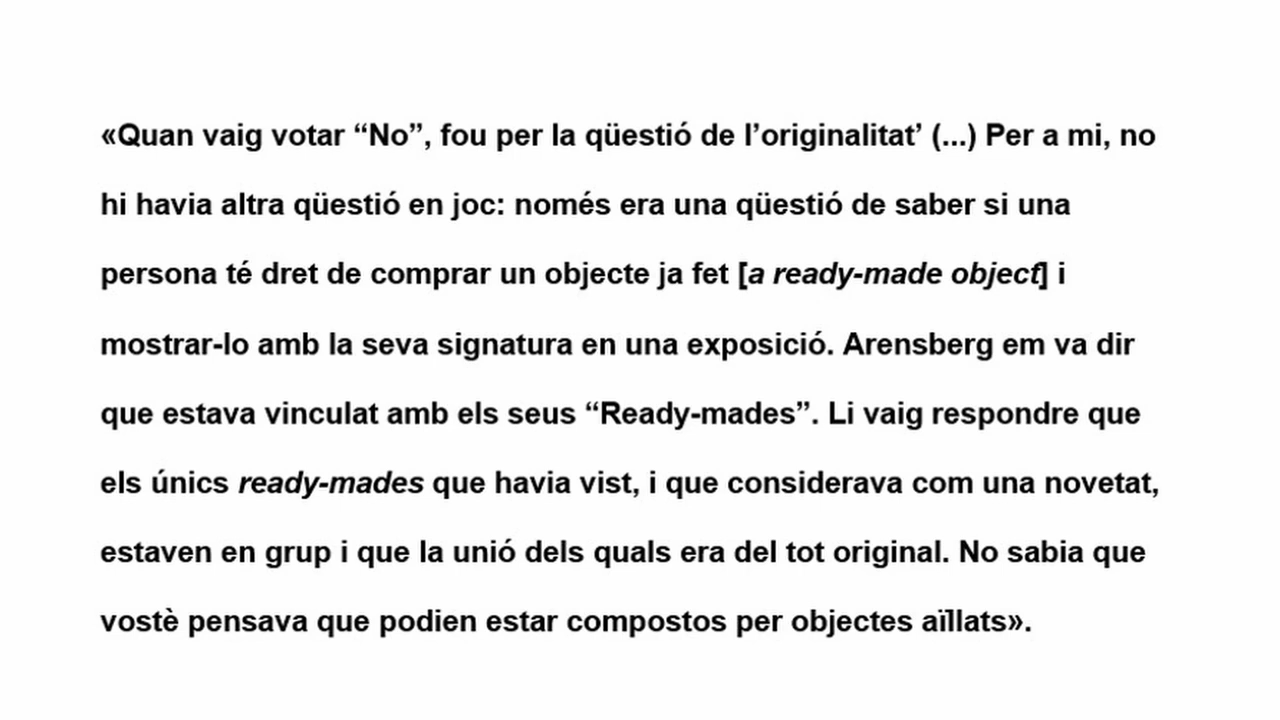 «Quan vaig votar “No”, fou per la qüestió de l’originalitat’ (...) Per a mi, no
hi havia altra qüestió en joc: només era una qüestió de saber si una
persona té dret de comprar un objecte ja fet [a ready-made object] i
mostrar-lo amb la seva signatura en una exposició. Arensberg em va dir
que estava vinculat amb els seus “Ready-mades”. Li vaig respondre que
els únics ready-mades que havia vist, i que considerava com una novetat,
estaven en grup i que la unió dels quals era del tot original. No sabia que
vostè pensava que podien estar compostos per objectes aïllats».